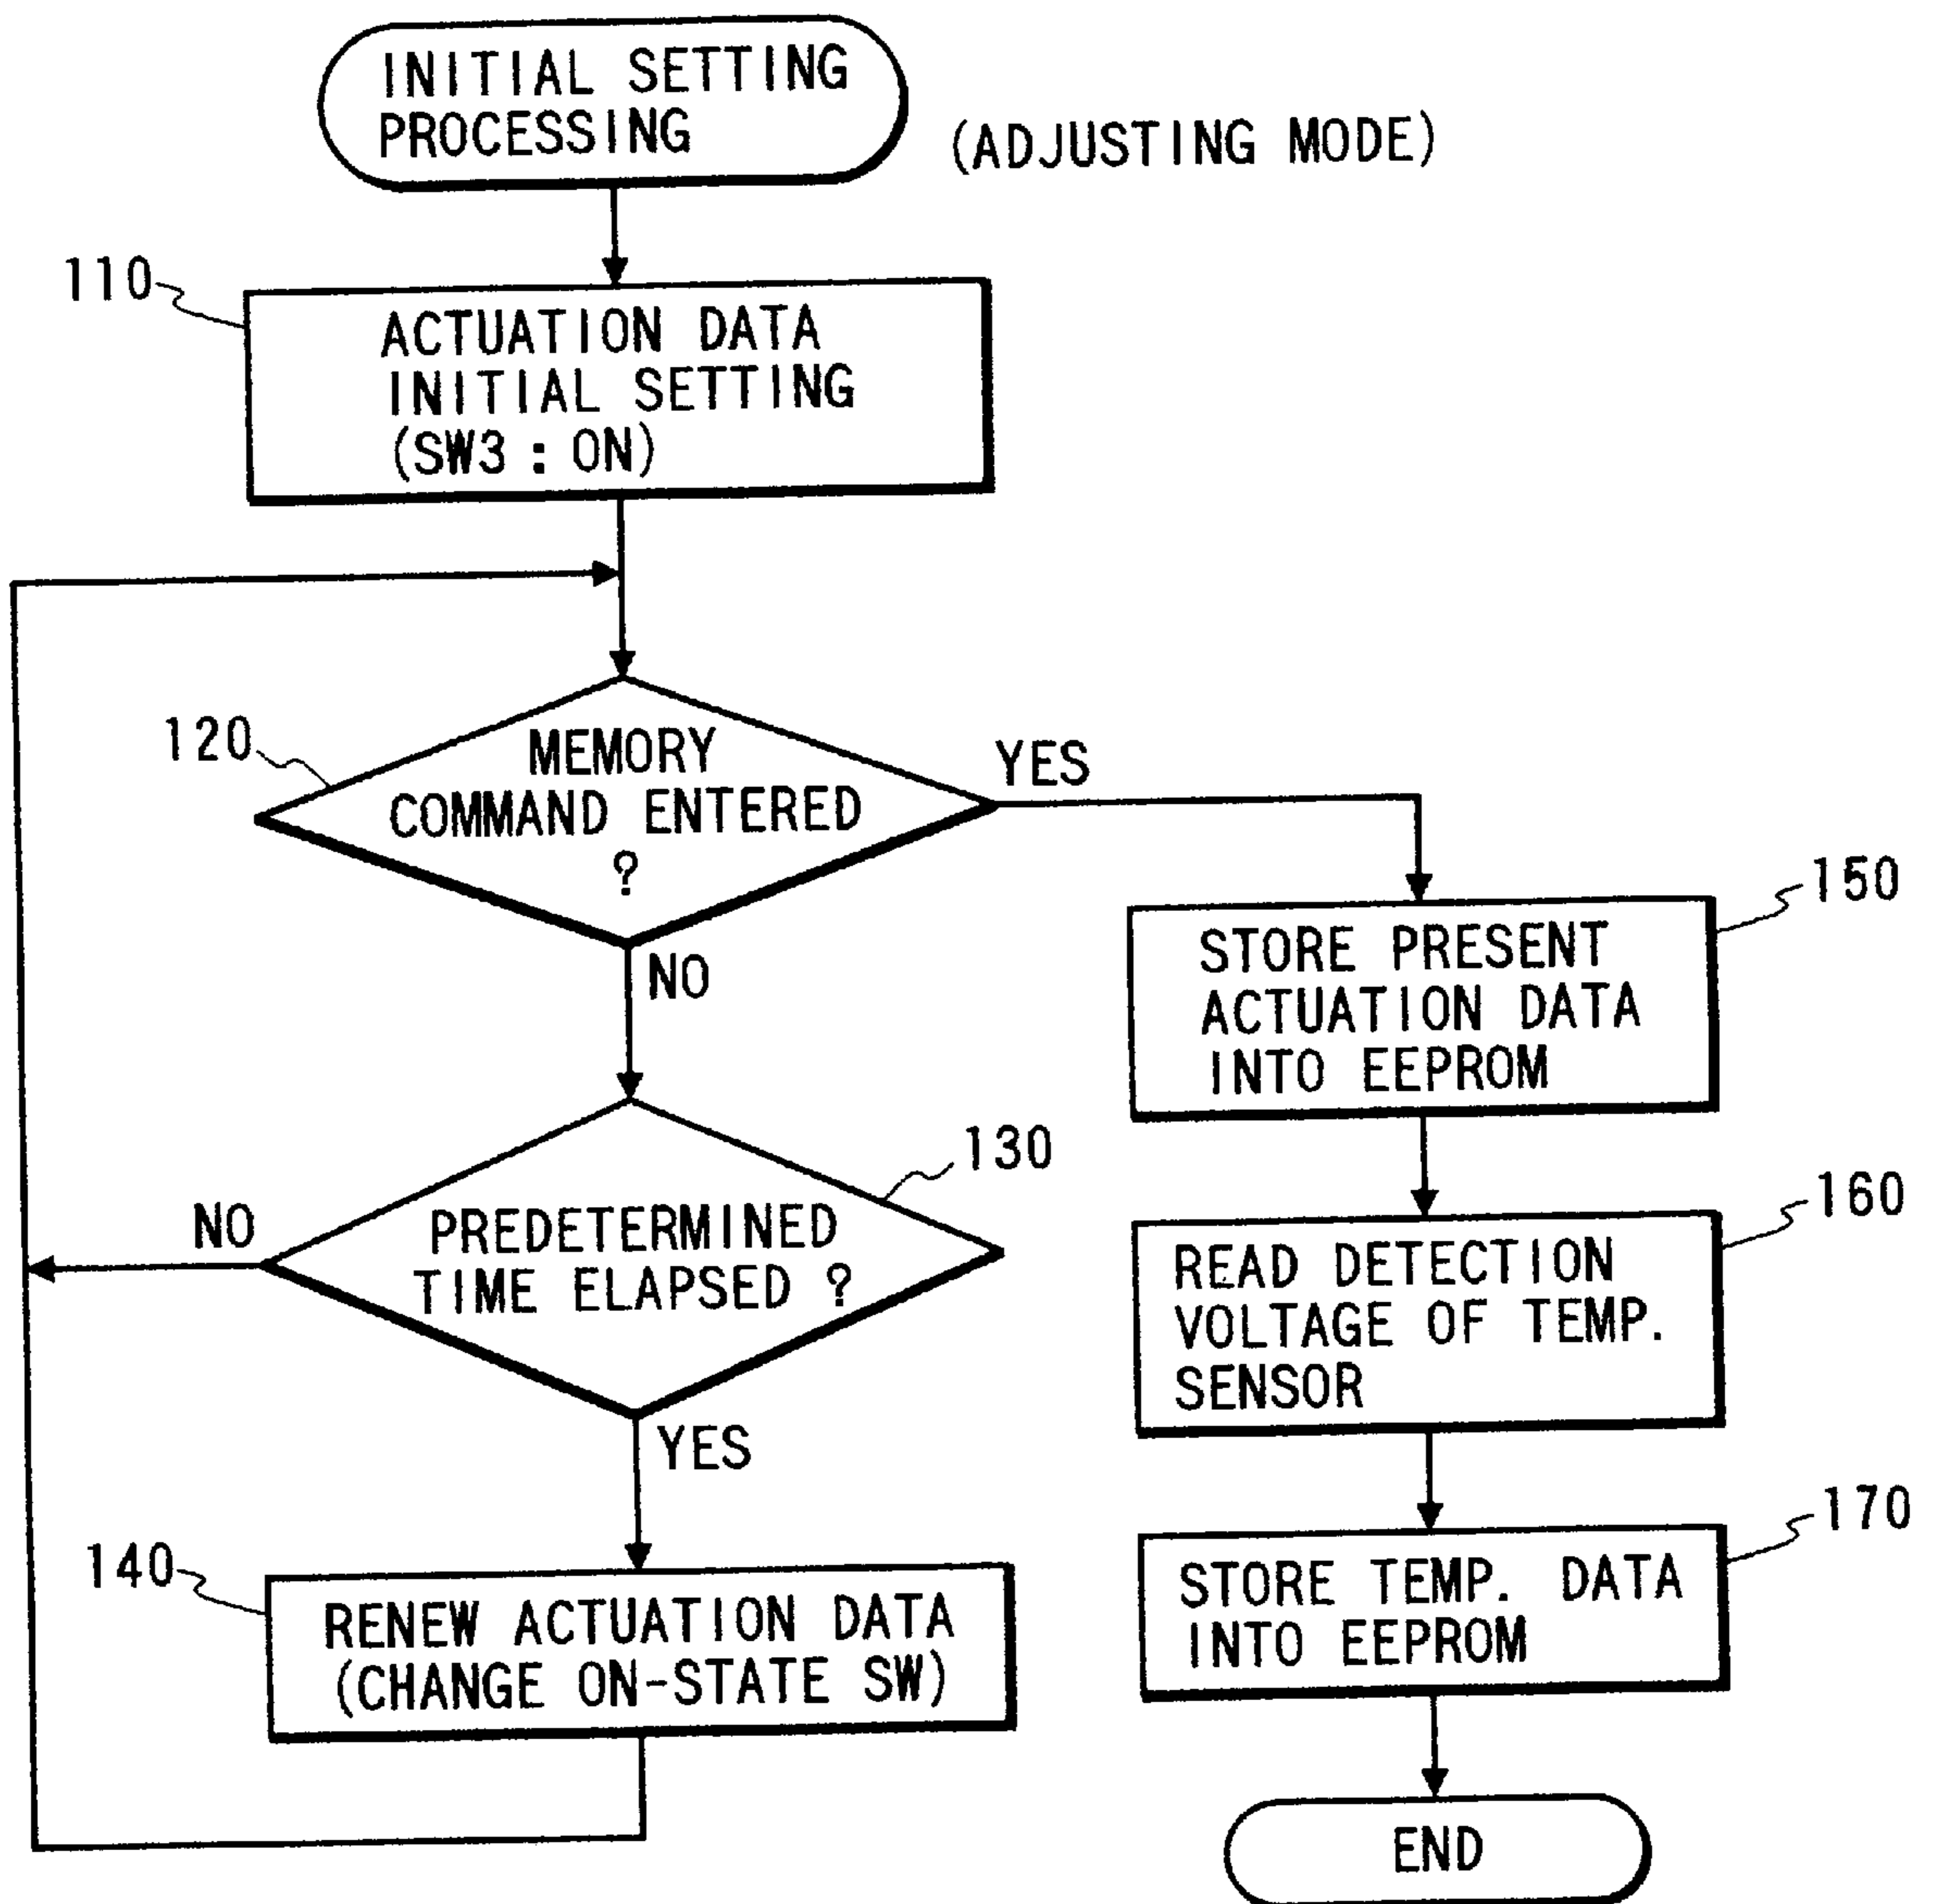 INITIAL SETTING
PROCESSING
(ADJUSTING MODE)
110
ACTUATION DATA
INITIAL SETTING
(SW3 : ON)
120
MEMORY
COMMAND ENTERED
?
YES
NO
130
PREDETERMINED
TIME ELAPSED ?
NO
YES
140
RENEW ACTUATION DATA
(CHANGE ON-STATE SW)
150
STORE PRESENT
ACTUATION DATA
INTO EEPROM
160
READ DETECTION
VOLTAGE OF TEMP.
SENSOR
170
STORE TEMP. DATA
INTO EEPROM
END